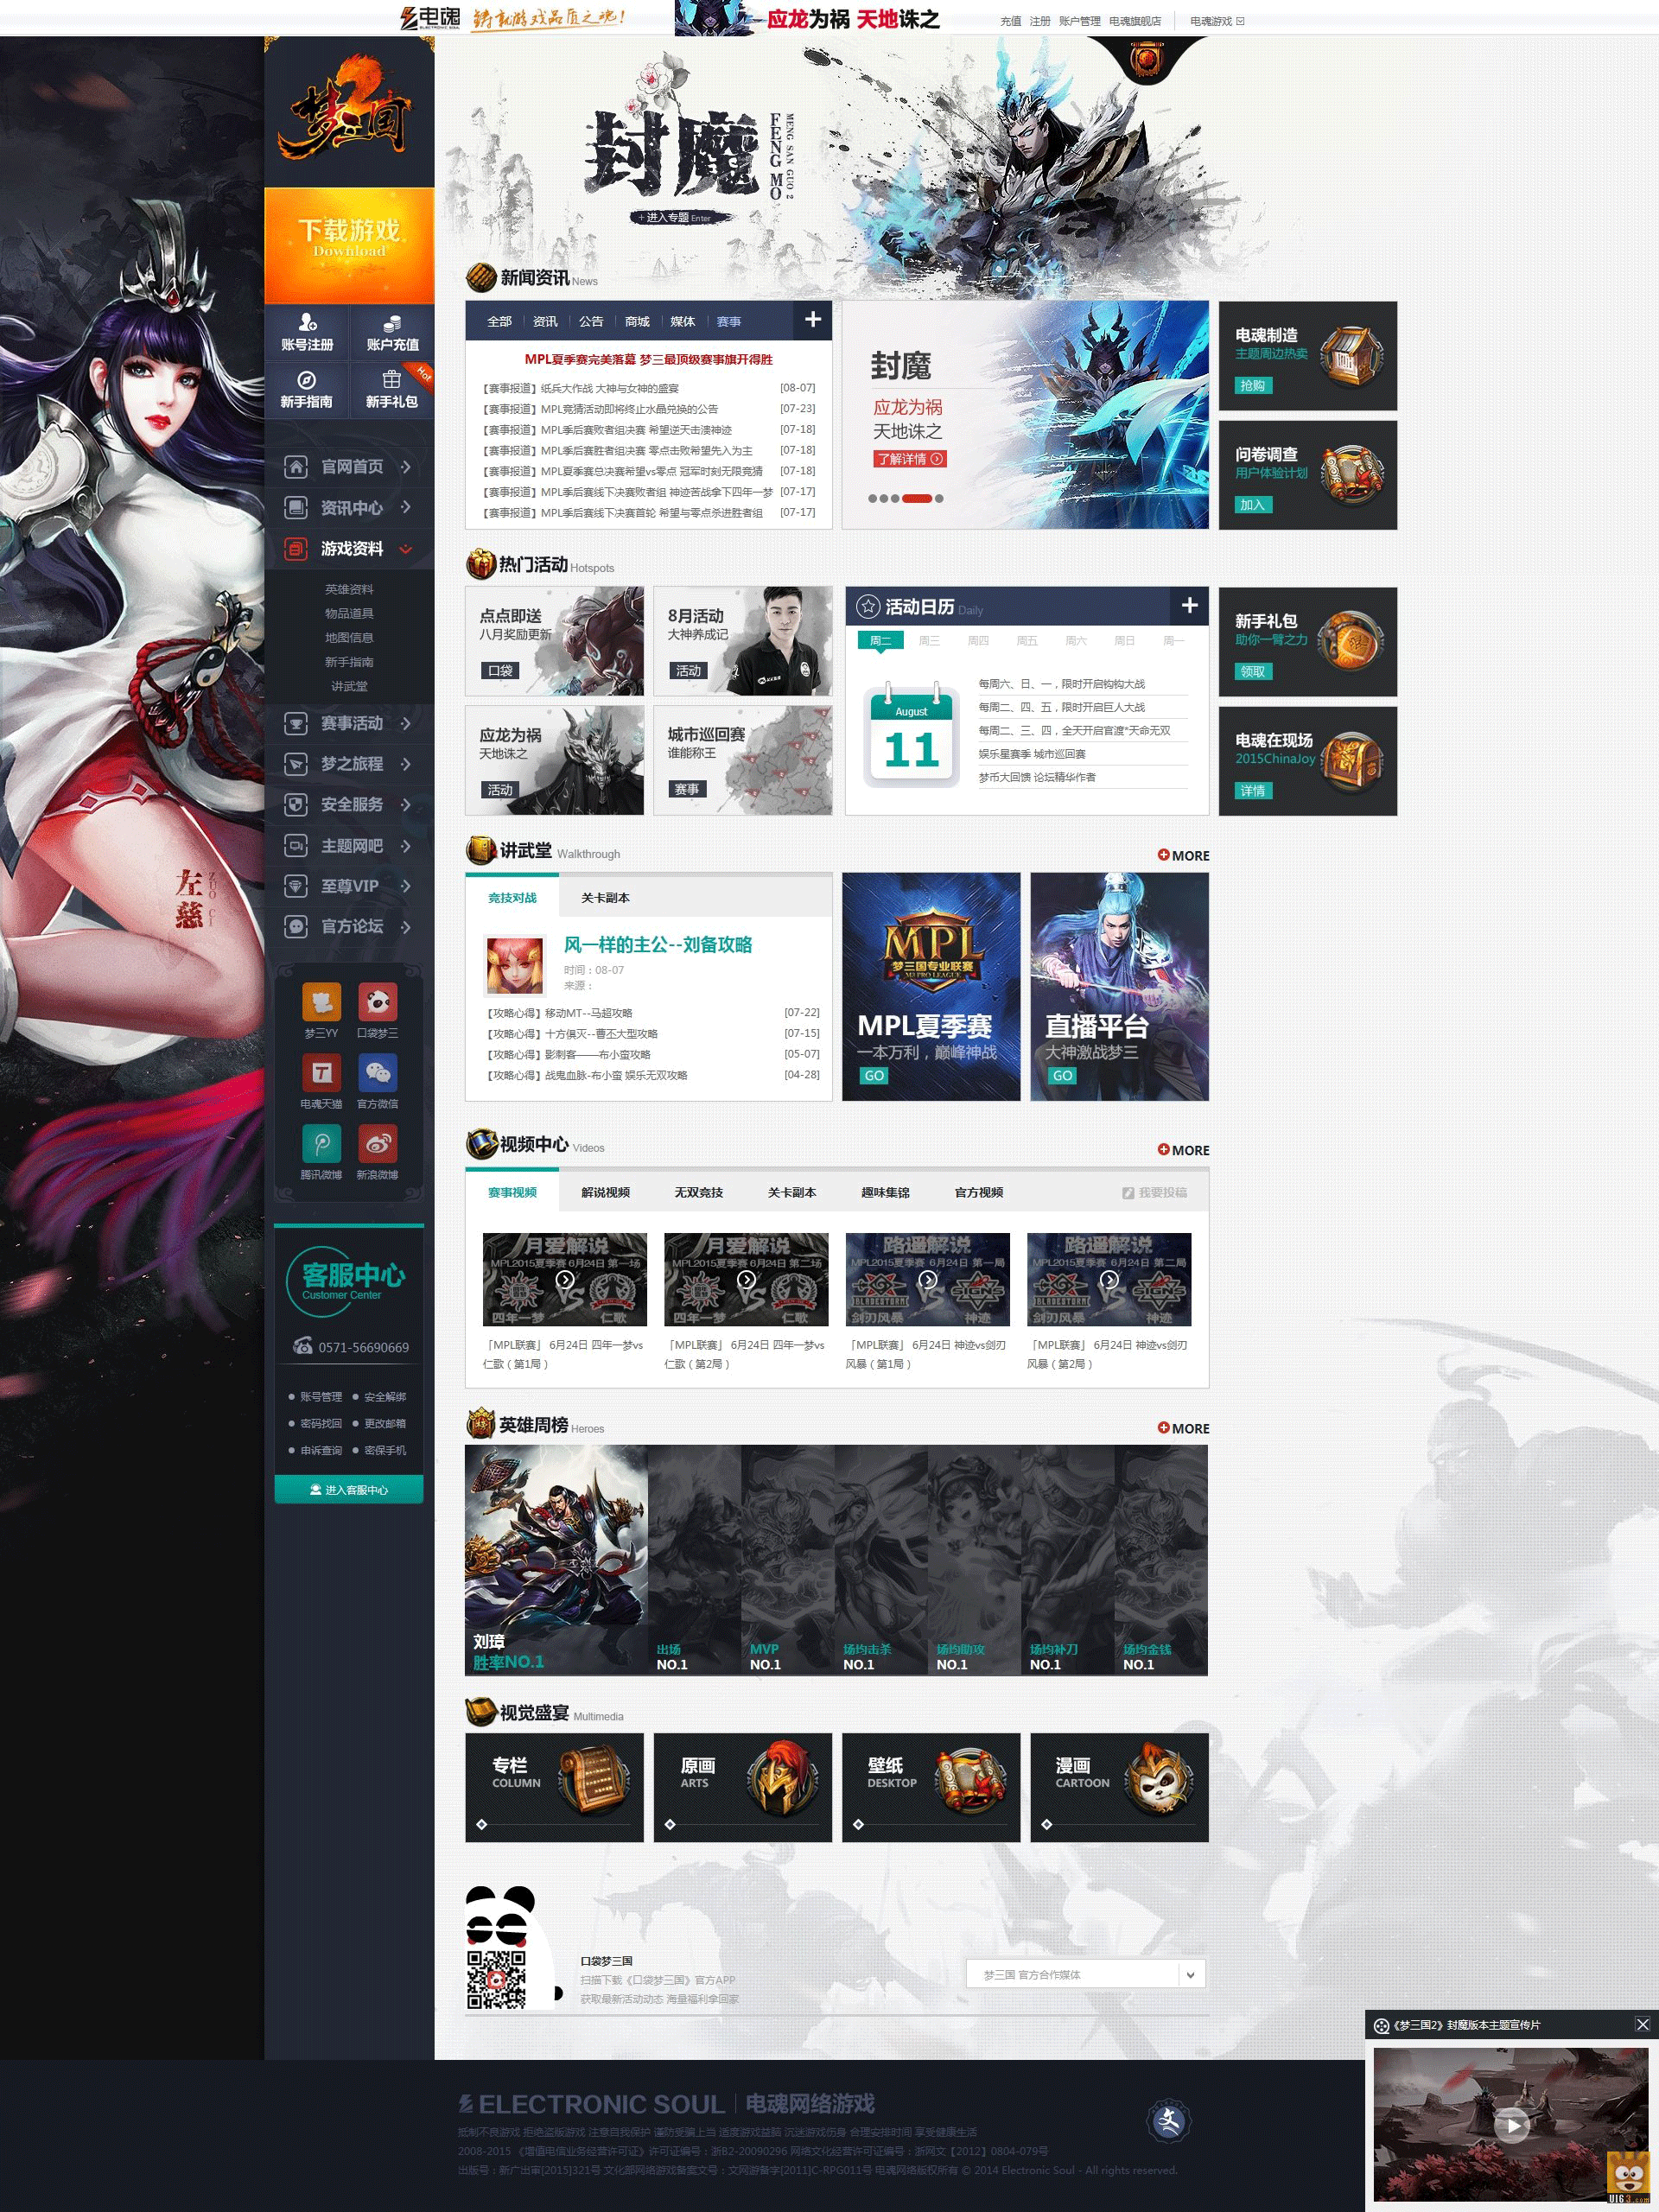 电魂
铸就游戏品质之魂!
应龙为祸 天地诛之
充值 注册 账户管理 电魂旗舰店 电魂游戏
梦三国2
封魔
FENG MO
MENG SAN GUO 2
+ 进入专题 Enter
下载游戏
Download
账号注册 账户充值
新手指南 新手礼包
Hot
官网首页
资讯中心
游戏资料
英雄资料
物品道具
地图信息
新手指南
讲武堂
赛事活动
梦之旅程
安全服务
主题网吧
至尊VIP
官方论坛
左慈
ZUO CI
梦三YY 口袋梦三
电魂天猫 官方微信
腾讯微博 新浪微博
客服中心
Customer Center
0571-56690669
账号管理 安全解绑
密码找回 更改邮箱
申诉查询 密保手机
进入客服中心
新闻资讯 News
全部 资讯 公告 商城 媒体 赛事
MPL夏季赛完美落幕 梦三最顶级赛事旗开得胜
【赛事报道】纸兵大作战 大神与女神的盛宴 [08-07]
【赛事报道】MPL竞猜活动即将终止水晶兑换的公告 [07-23]
【赛事报道】MPL季后赛败者组决赛 希望逆天击溃神迹 [07-18]
【赛事报道】MPL季后赛胜者组决赛 零点击败希望先入为主 [07-18]
【赛事报道】MPL夏季赛总决赛希望vs零点 冠军时刻无限竞猜 [07-18]
【赛事报道】MPL季后赛线下决赛败者组 神迹苦战拿下四年一梦 [07-17]
【赛事报道】MPL季后赛线下决赛首轮 希望与零点杀进胜者组 [07-17]
封魔
应龙为祸
天地诛之
了解详情
电魂制造
主题周边热卖
抢购
问卷调查
用户体验计划
加入
热门活动 Hotspots
点点即送
八月奖励更新
口袋
8月活动
大神养成记
活动
应龙为祸
天地诛之
活动
城市巡回赛
谁能称王
赛事
活动日历 Daily
周二 周三 周四 周五 周六 周日 周一
August
11
每周六、日、一，限时开启钩钩大战
每周二、四、五，限时开启巨人大战
每周二、三、四，全天开启官渡*天命无双
娱乐星赛季 城市巡回赛
梦币大回馈 论坛精华作者
新手礼包
助你一臂之力
领取
电魂在现场
2015ChinaJoy
详情
讲武堂 Walkthrough
MORE
竞技对战 关卡副本
风一样的主公--刘备攻略
时间：08-07
来源：
【攻略心得】移动MT--马超攻略 [07-22]
【攻略心得】十方俱灭--曹丕大型攻略 [07-15]
【攻略心得】影刺客——布小蛮攻略 [05-07]
【攻略心得】战鬼血脉-布小蛮 娱乐无双攻略 [04-28]
MPL
梦三国专业联赛
M3 PRO LEAGUE
MPL夏季赛
一本万利，巅峰神战
GO
直播平台
大神激战梦三
GO
视频中心 Videos
MORE
赛事视频 解说视频 无双竞技 关卡副本 趣味集锦 官方视频 我要投稿
月爱解说
MPL2015夏季赛 6月24日 第一场
VS
四年一梦 仁歌
月爱解说
MPL2015夏季赛 6月24日 第二场
VS
四年一梦 仁歌
路遥解说
MPL2015夏季赛 6月24日 第一局
BLADESTORM VS SIGNS
剑刃风暴 神迹
路遥解说
MPL2015夏季赛 6月24日 第二局
BLADESTORM VS SIGNS
剑刃风暴 神迹
「MPL联赛」 6月24日 四年一梦vs
仁歌（第1局）
「MPL联赛」 6月24日 四年一梦vs
仁歌（第2局）
「MPL联赛」 6月24日 神迹vs剑刃
风暴（第1局）
「MPL联赛」 6月24日 神迹vs剑刃
风暴（第2局）
英雄周榜 Heroes
MORE
刘璋
胜率NO.1
出场
NO.1
MVP
NO.1
场均击杀
NO.1
场均助攻
NO.1
场均补刀
NO.1
场均金钱
NO.1
视觉盛宴 Multimedia
专栏
COLUMN
原画
ARTS
壁纸
DESKTOP
漫画
CARTOON
口袋梦三国
扫描下载《口袋梦三国》官方APP
获取最新活动动态 海量福利拿回家
梦三国 官方合作媒体
《梦三国2》封魔版本主题宣传片
ELECTRONIC SOUL 电魂网络游戏
抵制不良游戏 拒绝盗版游戏 注意自我保护 谨防受骗上当 适度游戏益脑 沉迷游戏伤身 合理安排时间 享受健康生活
2008-2015 《增值电信业务经营许可证》许可证编号：浙B2-20090296 网络文化经营许可证编号：浙网文【2012】0804-079号
出版号：新广出审[2015]321号 文化部网络游戏备案文号：文网游备字[2011]C-RPG011号 电魂网络版权所有 © 2014 Electronic Soul - All rights reserved.
UI63.com